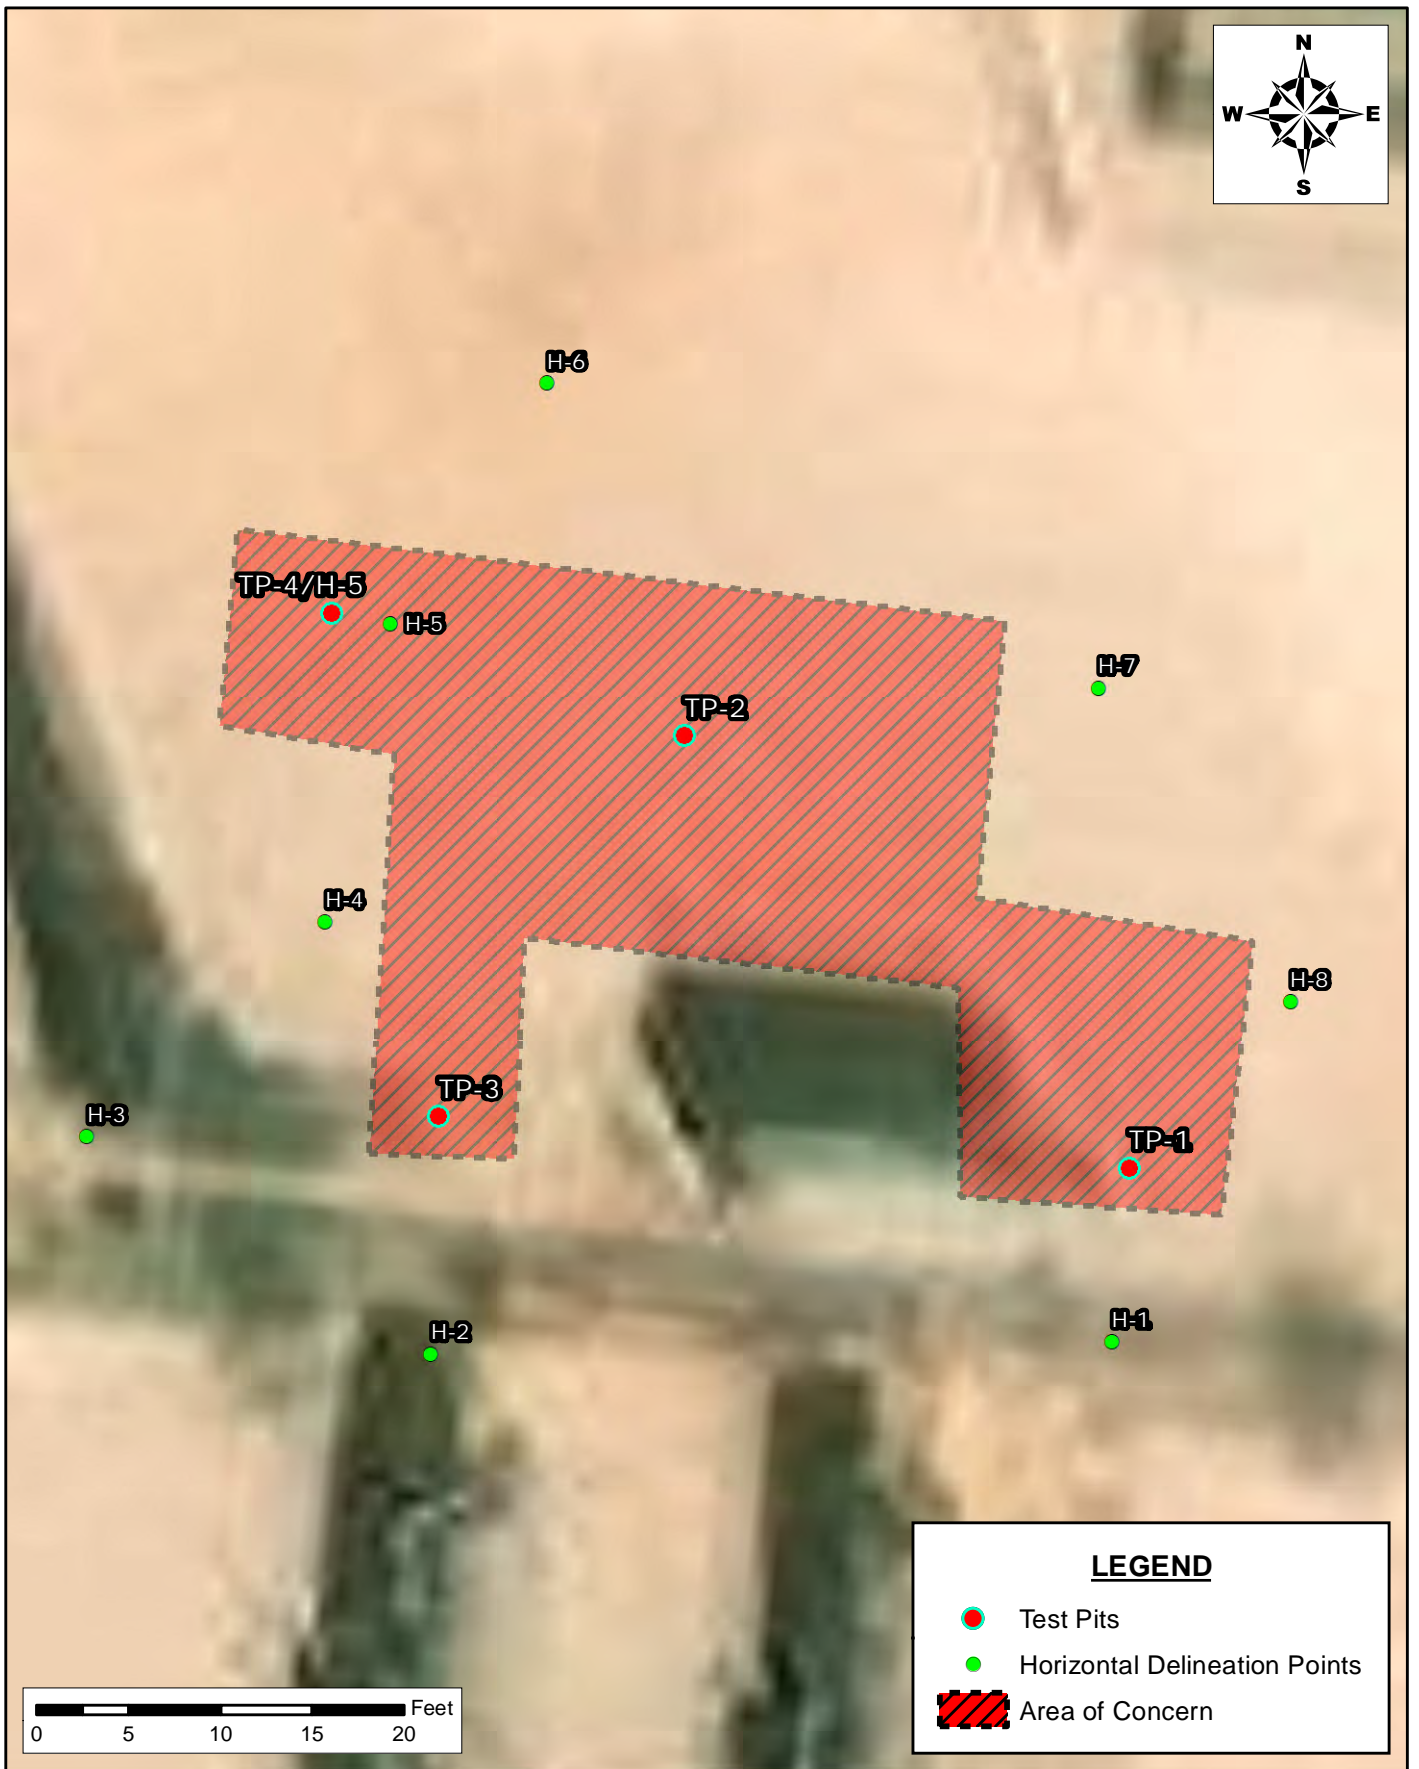 N
W E
S
H-6
TP-4/H-5
H-5
H-7
TP-2
H-4
H-8
TP-3
H-3
TP-1
H-1
H-2
LEGEND
Test Pits
Horizontal Delineation Points
Area of Concern
Feet
0 5 10 15 20